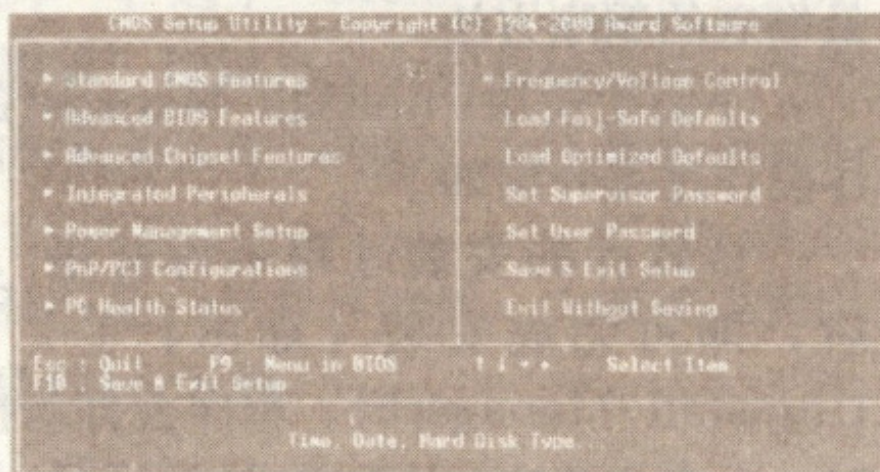 CMOS Setup Utility - Copyright (C) 1984-2000 Award Software
▸ Standard CMOS Features
▸ Advanced BIOS Features
▸ Advanced Chipset Features
▸ Integrated Peripherals
▸ Power Management Setup
▸ PnP/PCI Configurations
▸ PC Health Status
▸ Frequency/Voltage Control
Load Fail-Safe Defaults
Load Optimized Defaults
Set Supervisor Password
Set User Password
Save & Exit Setup
Exit Without Saving
Esc : Quit F9 : Menu in BIOS ↑ ↓ → ← Select Item
F10 : Save & Exit Setup
Time, Date, Hard Disk Type...